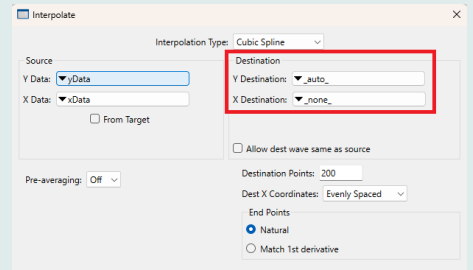 Interpolate
Interpolation Type: Cubic Spline
Source
Y Data: yData
X Data: xData
From Target
Destination
Y Destination: _auto_
X Destination: _none_
Allow dest wave same as source
Pre-averaging: Off
Destination Points: 200
Dest X Coordinates: Evenly Spaced
End Points
Natural
Match 1st derivative